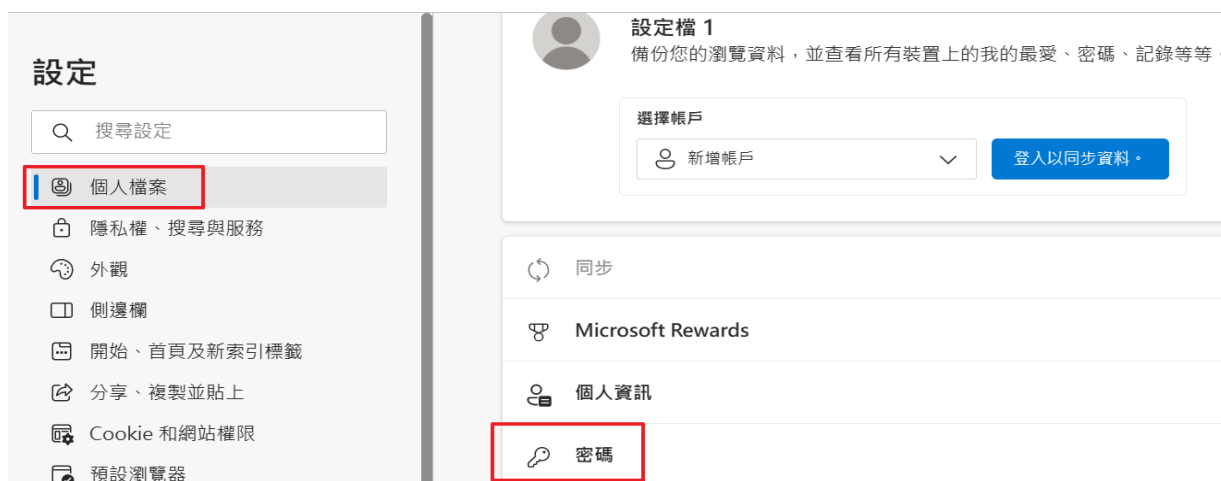 設定
搜尋設定
個人檔案
隱私權、搜尋與服務
外觀
側邊欄
開始、首頁及新索引標籤
分享、複製並貼上
Cookie 和網站權限
預設瀏覽器
設定檔 1
備份您的瀏覽資料，並查看所有裝置上的我的最愛、密碼、記錄等等。
選擇帳戶
新增帳戶
登入以同步資料。
同步
Microsoft Rewards
個人資訊
密碼